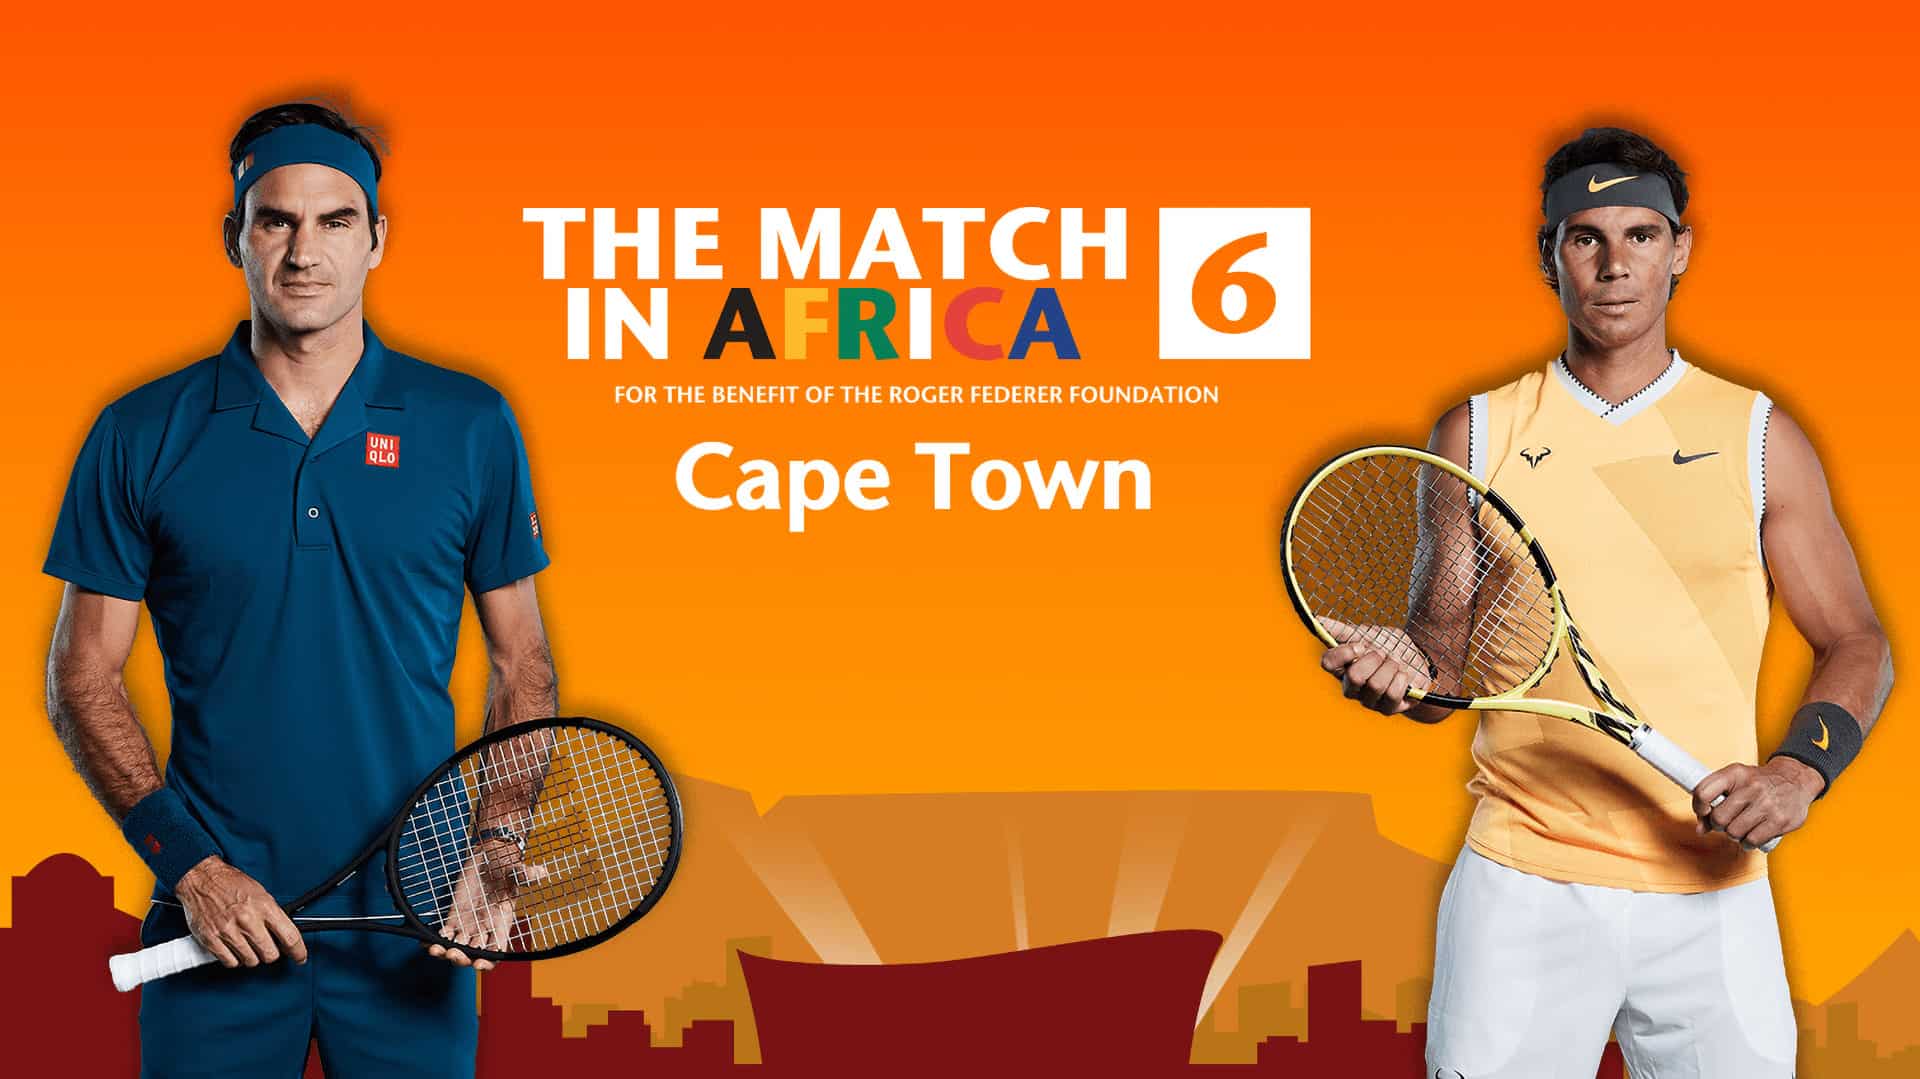 THE MATCH
IN AFRICA
6
FOR THE BENEFIT OF THE ROGER FEDERER FOUNDATION
Cape Town
UNI
QLO